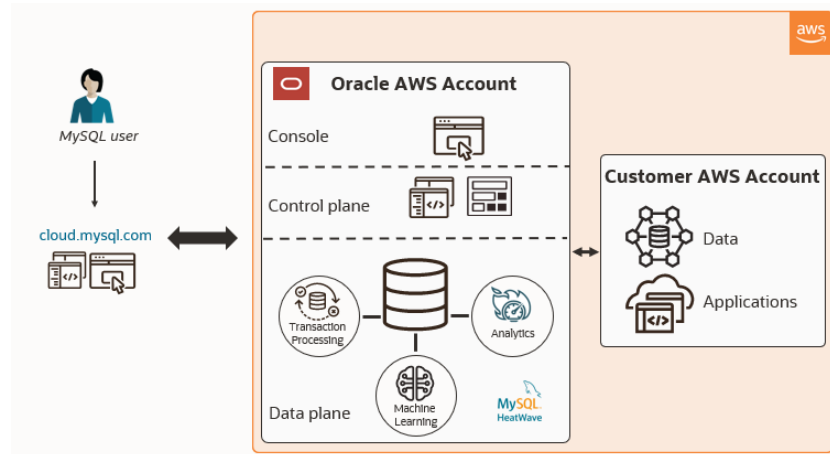 aws
Oracle AWS Account
MySQL user
Console
Control plane
cloud.mysql.com
Customer AWS Account
Data
Applications
Transaction
Processing
Analytics
Machine
Learning
Data plane
MySQL™
HeatWave